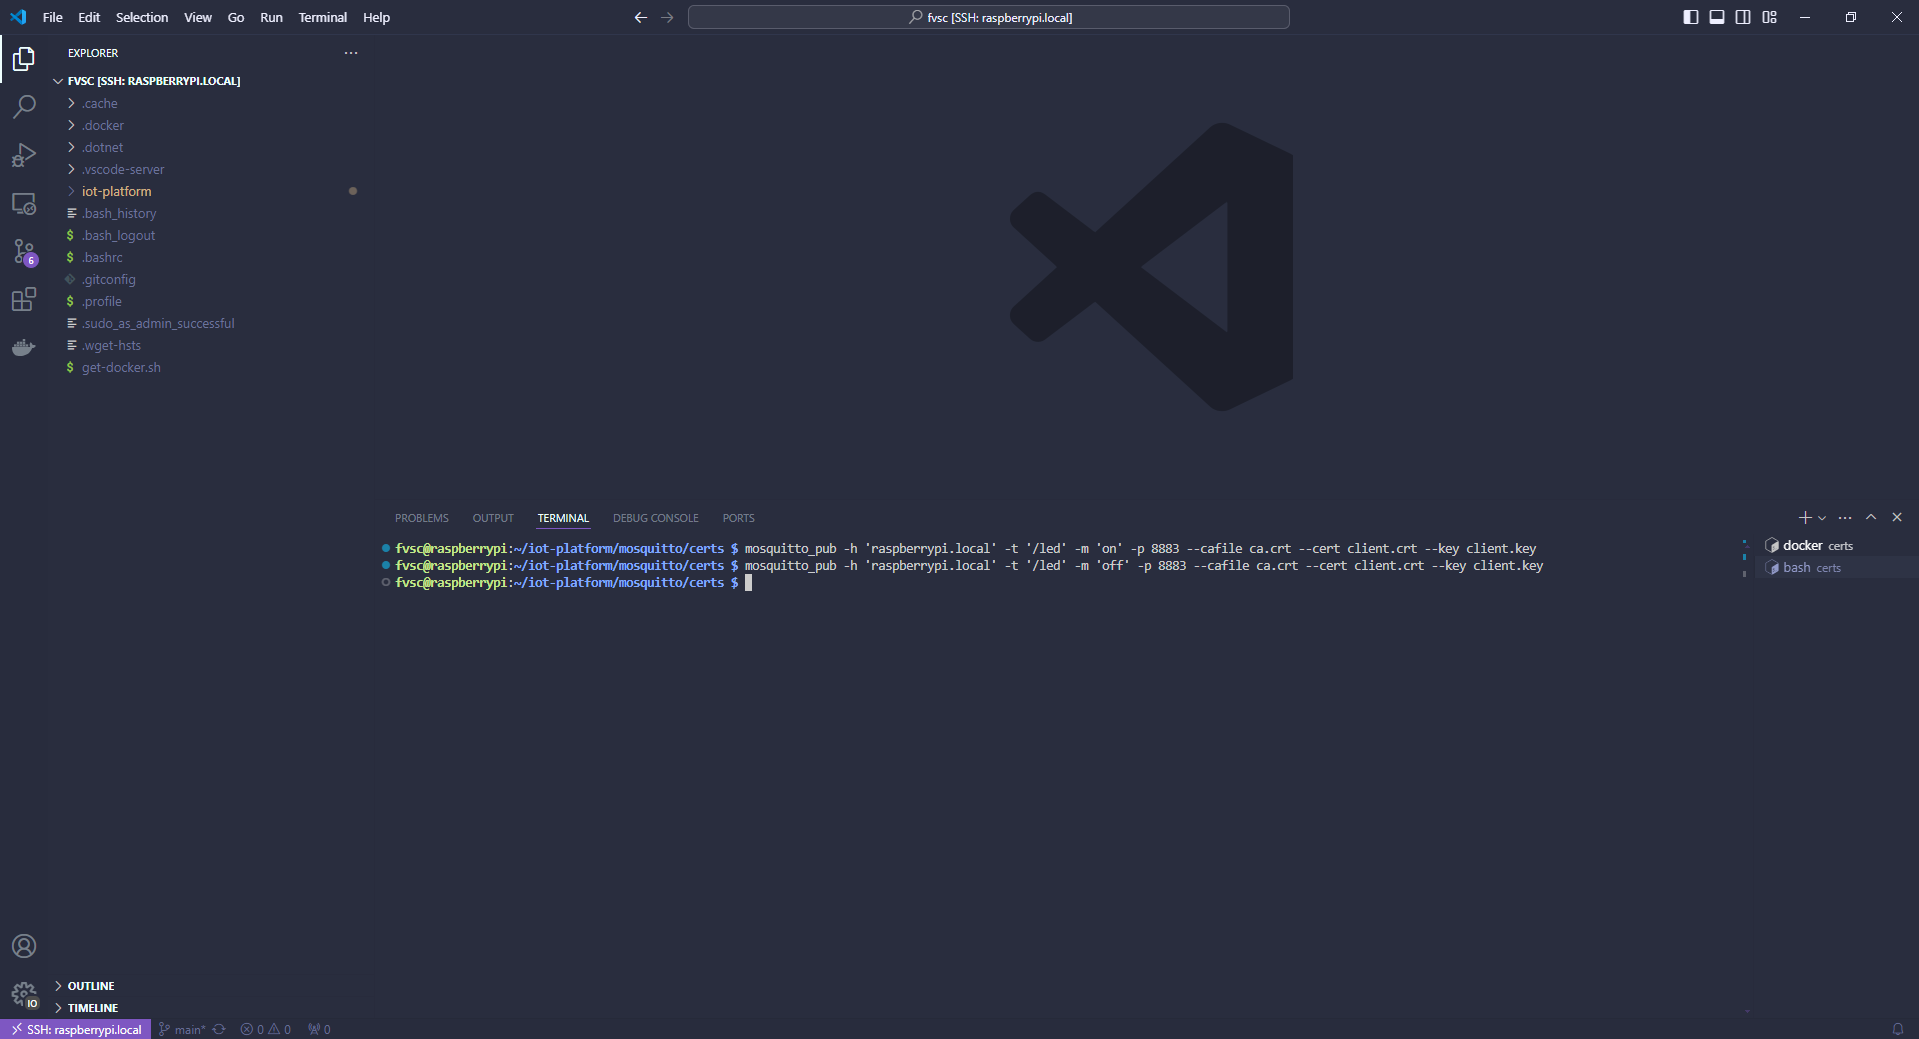 File Edit Selection View Go Run Terminal Help
fvsc [SSH: raspberrypi.local]
EXPLORER
FVSC [SSH: RASPBERRYPI.LOCAL]
.cache
.docker
.dotnet
.vscode-server
iot-platform
.bash_history
$ .bash_logout
$ .bashrc
.gitconfig
$ .profile
.sudo_as_admin_successful
.wget-hsts
$ get-docker.sh
6
PROBLEMS OUTPUT TERMINAL DEBUG CONSOLE PORTS
fvsc@raspberrypi:~/iot-platform/mosquitto/certs $ mosquitto_pub -h 'raspberrypi.local' -t '/led' -m 'on' -p 8883 --cafile ca.crt --cert client.crt --key client.key
fvsc@raspberrypi:~/iot-platform/mosquitto/certs $ mosquitto_pub -h 'raspberrypi.local' -t '/led' -m 'off' -p 8883 --cafile ca.crt --cert client.crt --key client.key
fvsc@raspberrypi:~/iot-platform/mosquitto/certs $
docker certs
bash certs
OUTLINE
TIMELINE
IO
SSH: raspberrypi.local main* 0 0 0